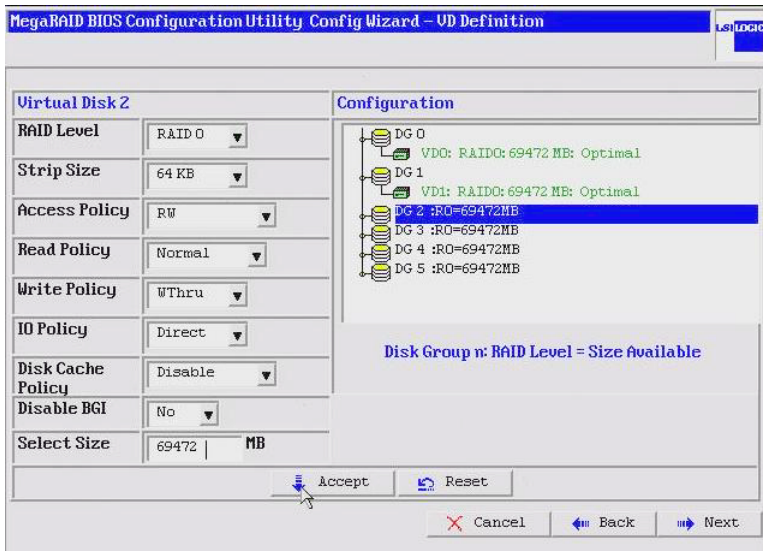 MegaRAID BIOS Configuration Utility Config Wizard – VD Definition
LSI LOGIC
Virtual Disk 2
RAID Level RAID 0
Strip Size 64 KB
Access Policy RW
Read Policy Normal
Write Policy WThru
IO Policy Direct
Disk Cache Policy Disable
Disable BGI No
Select Size 69472 MB
Configuration
DG 0
VD0: RAID0: 69472 MB: Optimal
DG 1
VD1: RAID0: 69472 MB: Optimal
DG 2 :R0=69472MB
DG 3 :R0=69472MB
DG 4 :R0=69472MB
DG 5 :R0=69472MB
Disk Group n: RAID Level = Size Available
Accept Reset
Cancel Back Next